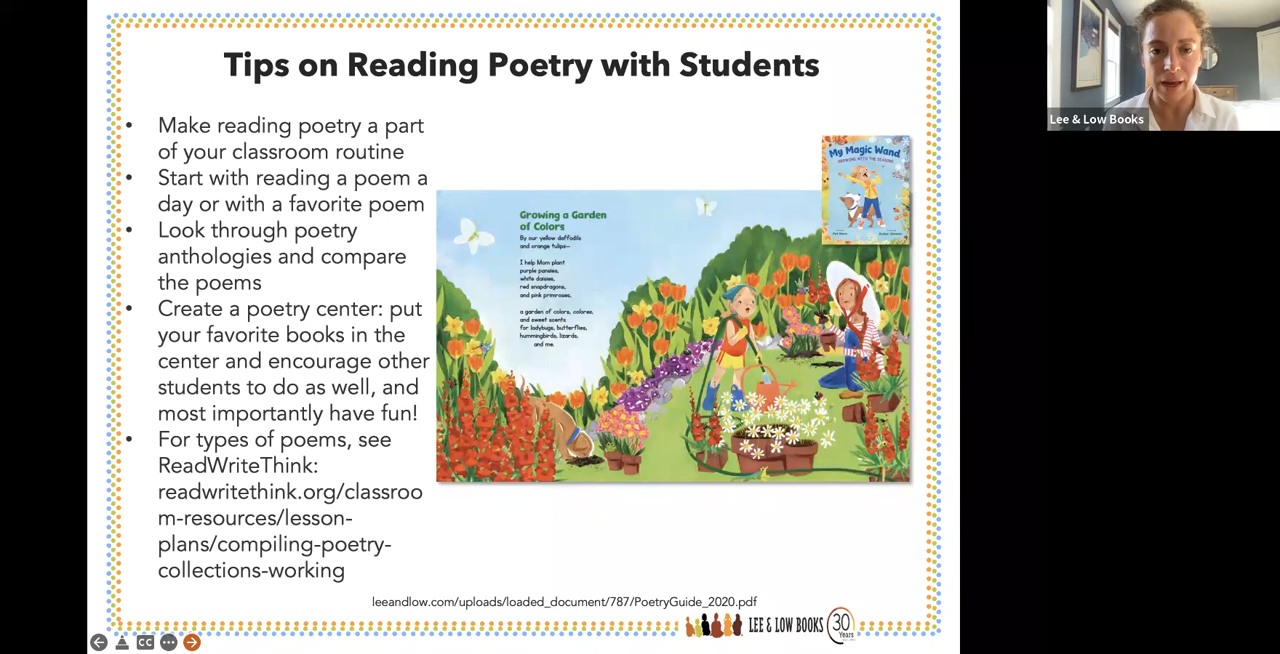 Tips on Reading Poetry with Students
• Make reading poetry a part
of your classroom routine
• Start with reading a poem a
day or with a favorite poem
• Look through poetry
anthologies and compare
the poems
• Create a poetry center: put
your favorite books in the
center and encourage other
students to do as well, and
most importantly have fun!
• For types of poems, see
ReadWriteThink:
readwritethink.org/classroo
m-resources/lesson-
plans/compiling-poetry-
collections-working
Growing a Garden
of Colors
By our yellow daffodils
and orange tulips—
I help Mom plant
purple pansies,
white daisies,
red snapdragons,
and pink primroses,
a garden of colors, colores,
and sweet scents
for ladybugs, butterflies,
hummingbirds, lizards,
and me.
My Magic Wand
GROWING WITH THE SEASONS
leeandlow.com/uploads/loaded_document/787/PoetryGuide_2020.pdf
LEE & LOW BOOKS
30
Years
CC
Lee & Low Books